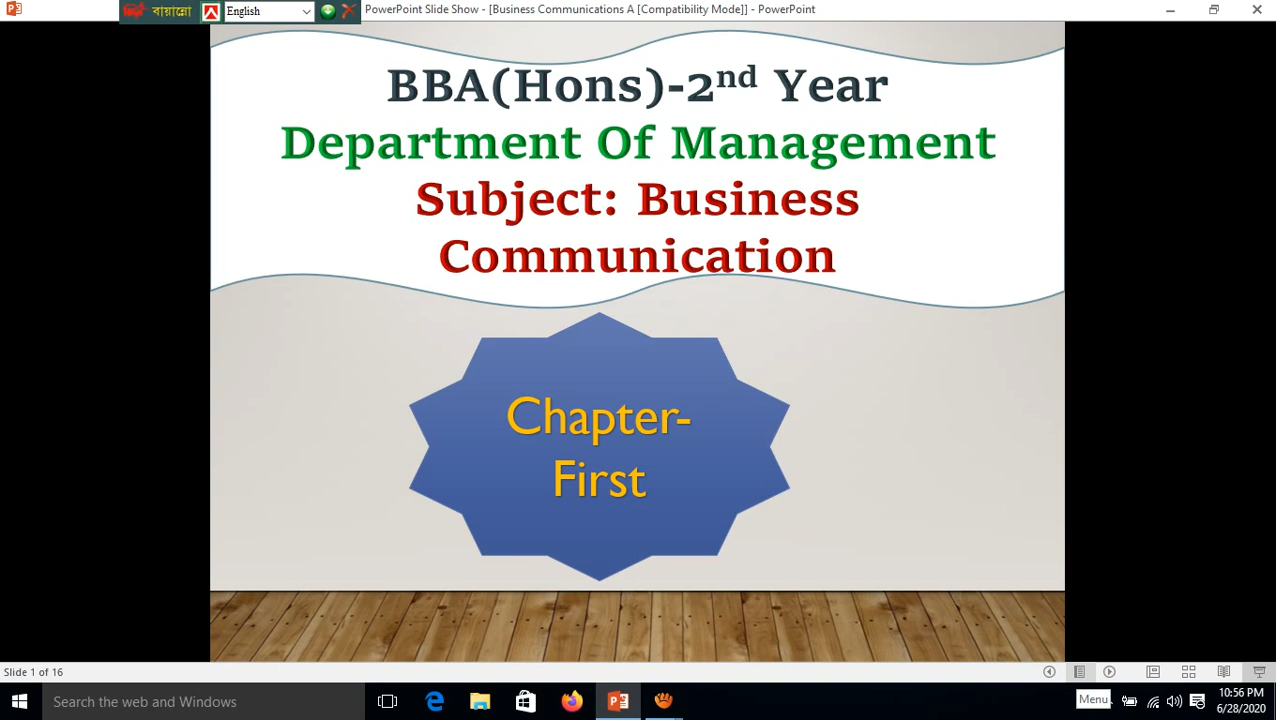 বায়ান্নো
English
PowerPoint Slide Show - [Business Communications A [Compatibility Mode]] - PowerPoint
BBA(Hons)-2nd Year
Department Of Management
Subject: Business
Communication
Chapter-
First
Slide 1 of 16
Search the web and Windows
Menu
10:56 PM
6/28/2020